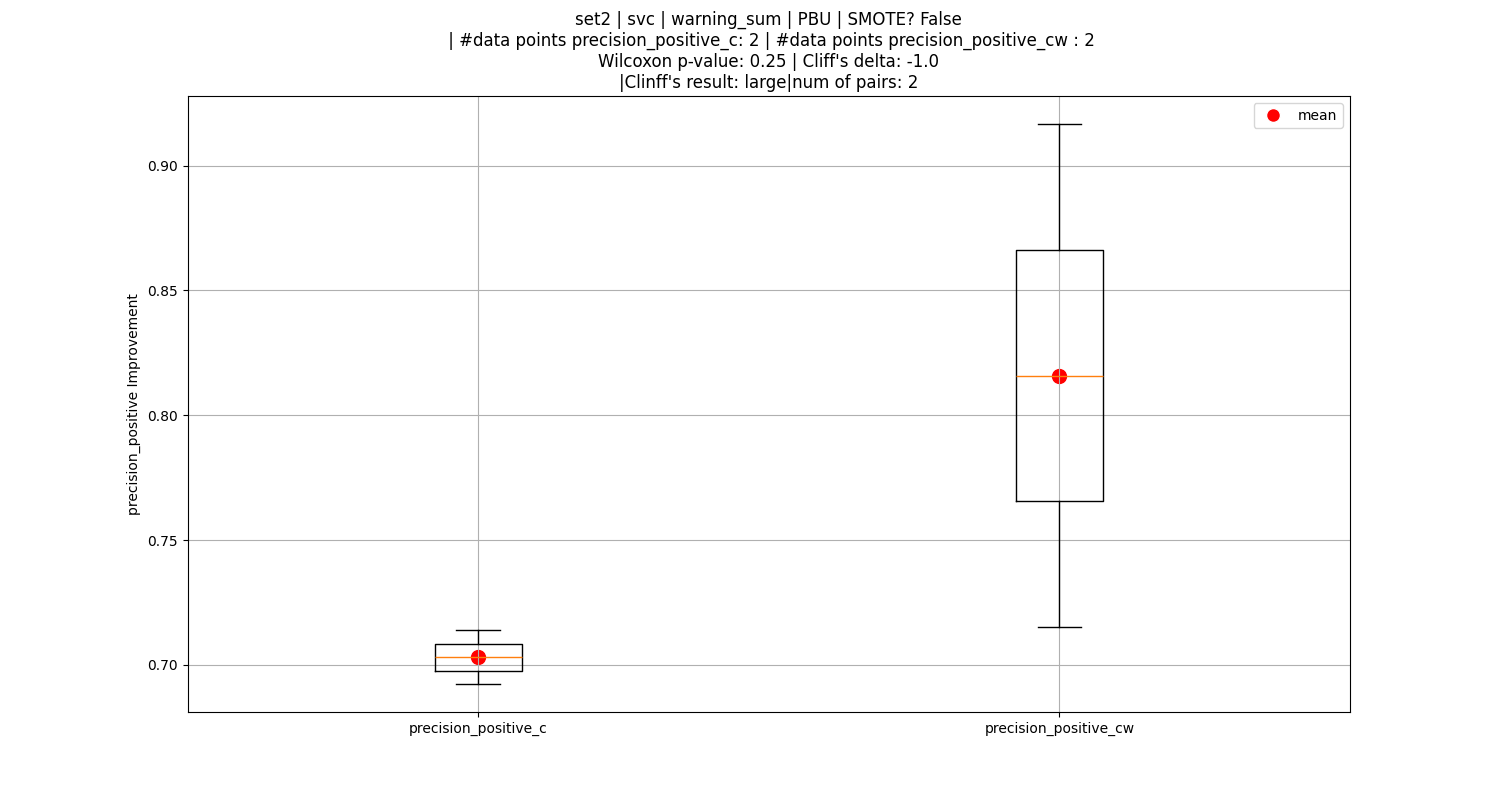 set2 | svc | warning_sum | PBU | SMOTE? False
| #data points precision_positive_c: 2 | #data points precision_positive_cw : 2
Wilcoxon p-value: 0.25 | Cliff's delta: -1.0
|Clinff's result: large|num of pairs: 2
mean
0.90
0.85
0.80
0.75
0.70
precision_positive Improvement
precision_positive_c
precision_positive_cw